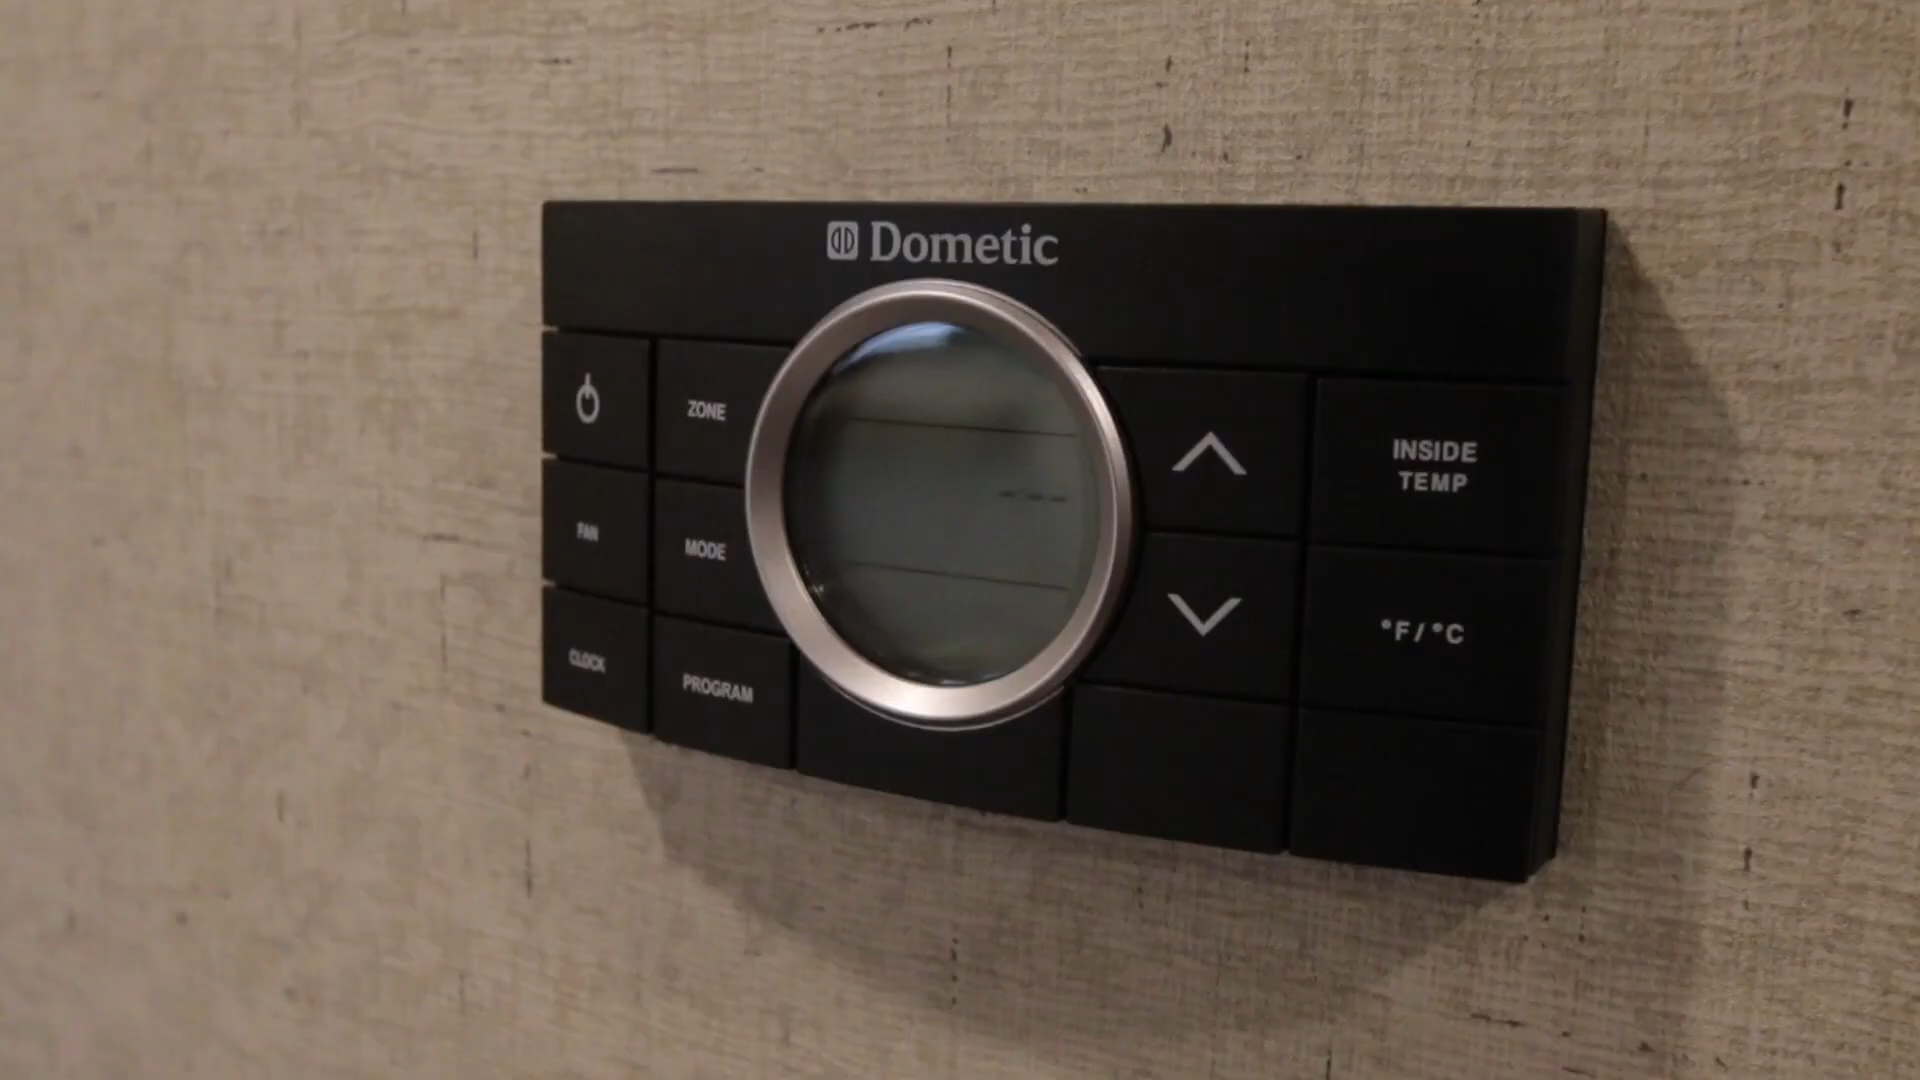 Dometic
ZONE
INSIDE
TEMP
FAN
MODE
°F/°C
CLOCK
PROGRAM